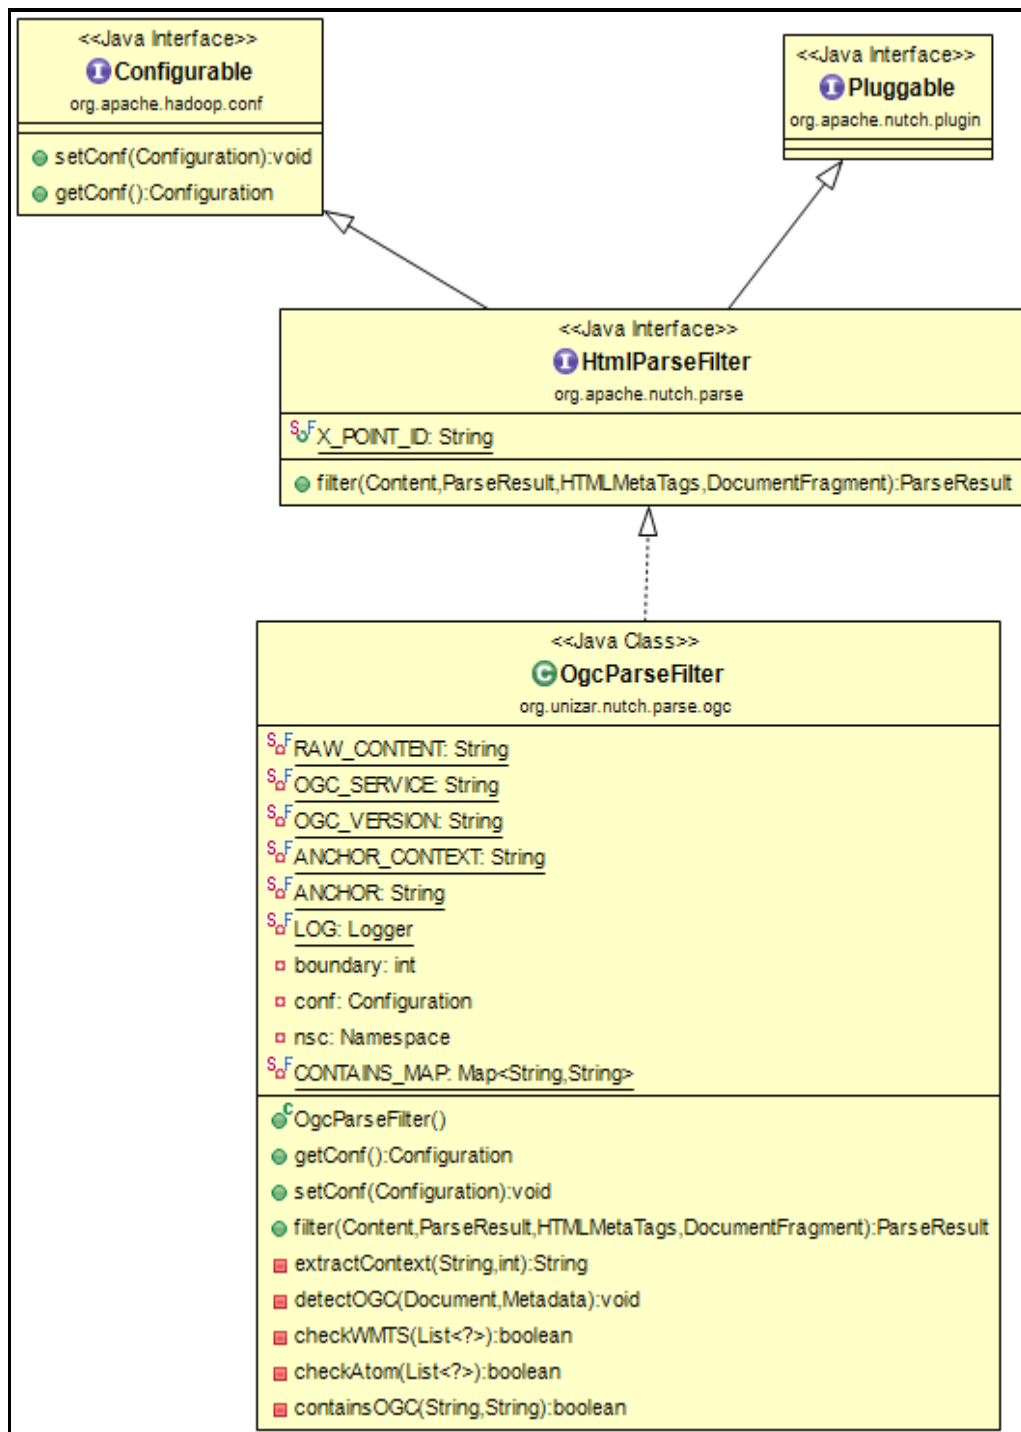 <<Java Interface>>
Configurable
org.apache.hadoop.conf
setConf(Configuration):void
getConf():Configuration
<<Java Interface>>
Pluggable
org.apache.nutch.plugin
<<Java Interface>>
HtmlParseFilter
org.apache.nutch.parse
X_POINT_ID: String
filter(Content,ParseResult,HTMLMetaTags,DocumentFragment):ParseResult
<<Java Class>>
OgcParseFilter
org.unizar.nutch.parse.ogc
RAW_CONTENT: String
OGC_SERVICE: String
OGC_VERSION: String
ANCHOR_CONTEXT: String
ANCHOR: String
LOG: Logger
boundary: int
conf: Configuration
nsc: Namespace
CONTAINS_MAP: Map<String,String>
OgcParseFilter()
getConf():Configuration
setConf(Configuration):void
filter(Content,ParseResult,HTMLMetaTags,DocumentFragment):ParseResult
extractContext(String,int):String
detectOGC(Document,Metadata):void
checkWMTS(List<?>):boolean
checkAtom(List<?>):boolean
containsOGC(String,String):boolean